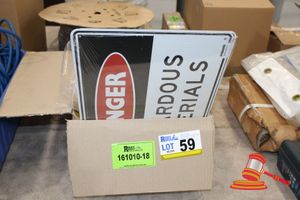 NGER
ARDOUS
ERIALS
161010-18
LOT
59